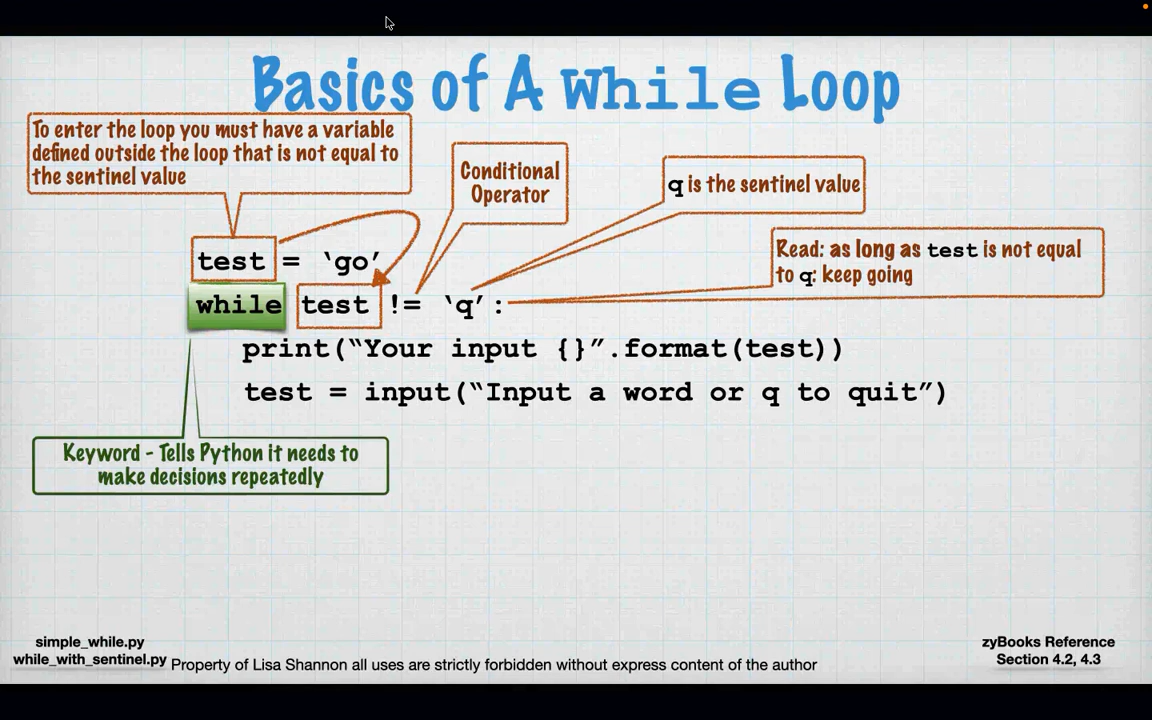 Basics of A While Loop
To enter the loop you must have a variable
defined outside the loop that is not equal to
the sentinel value
Conditional
Operator
q is the sentinel value
Read: as long as test is not equal
to q: keep going
test = ‘go’
while test != ‘q’:
print(“Your input {}”.format(test))
test = input(“Input a word or q to quit”)
Keyword - Tells Python it needs to
make decisions repeatedly
simple_while.py
while_with_sentinel.py
Property of Lisa Shannon all uses are strictly forbidden without express content of the author
zyBooks Reference
Section 4.2, 4.3